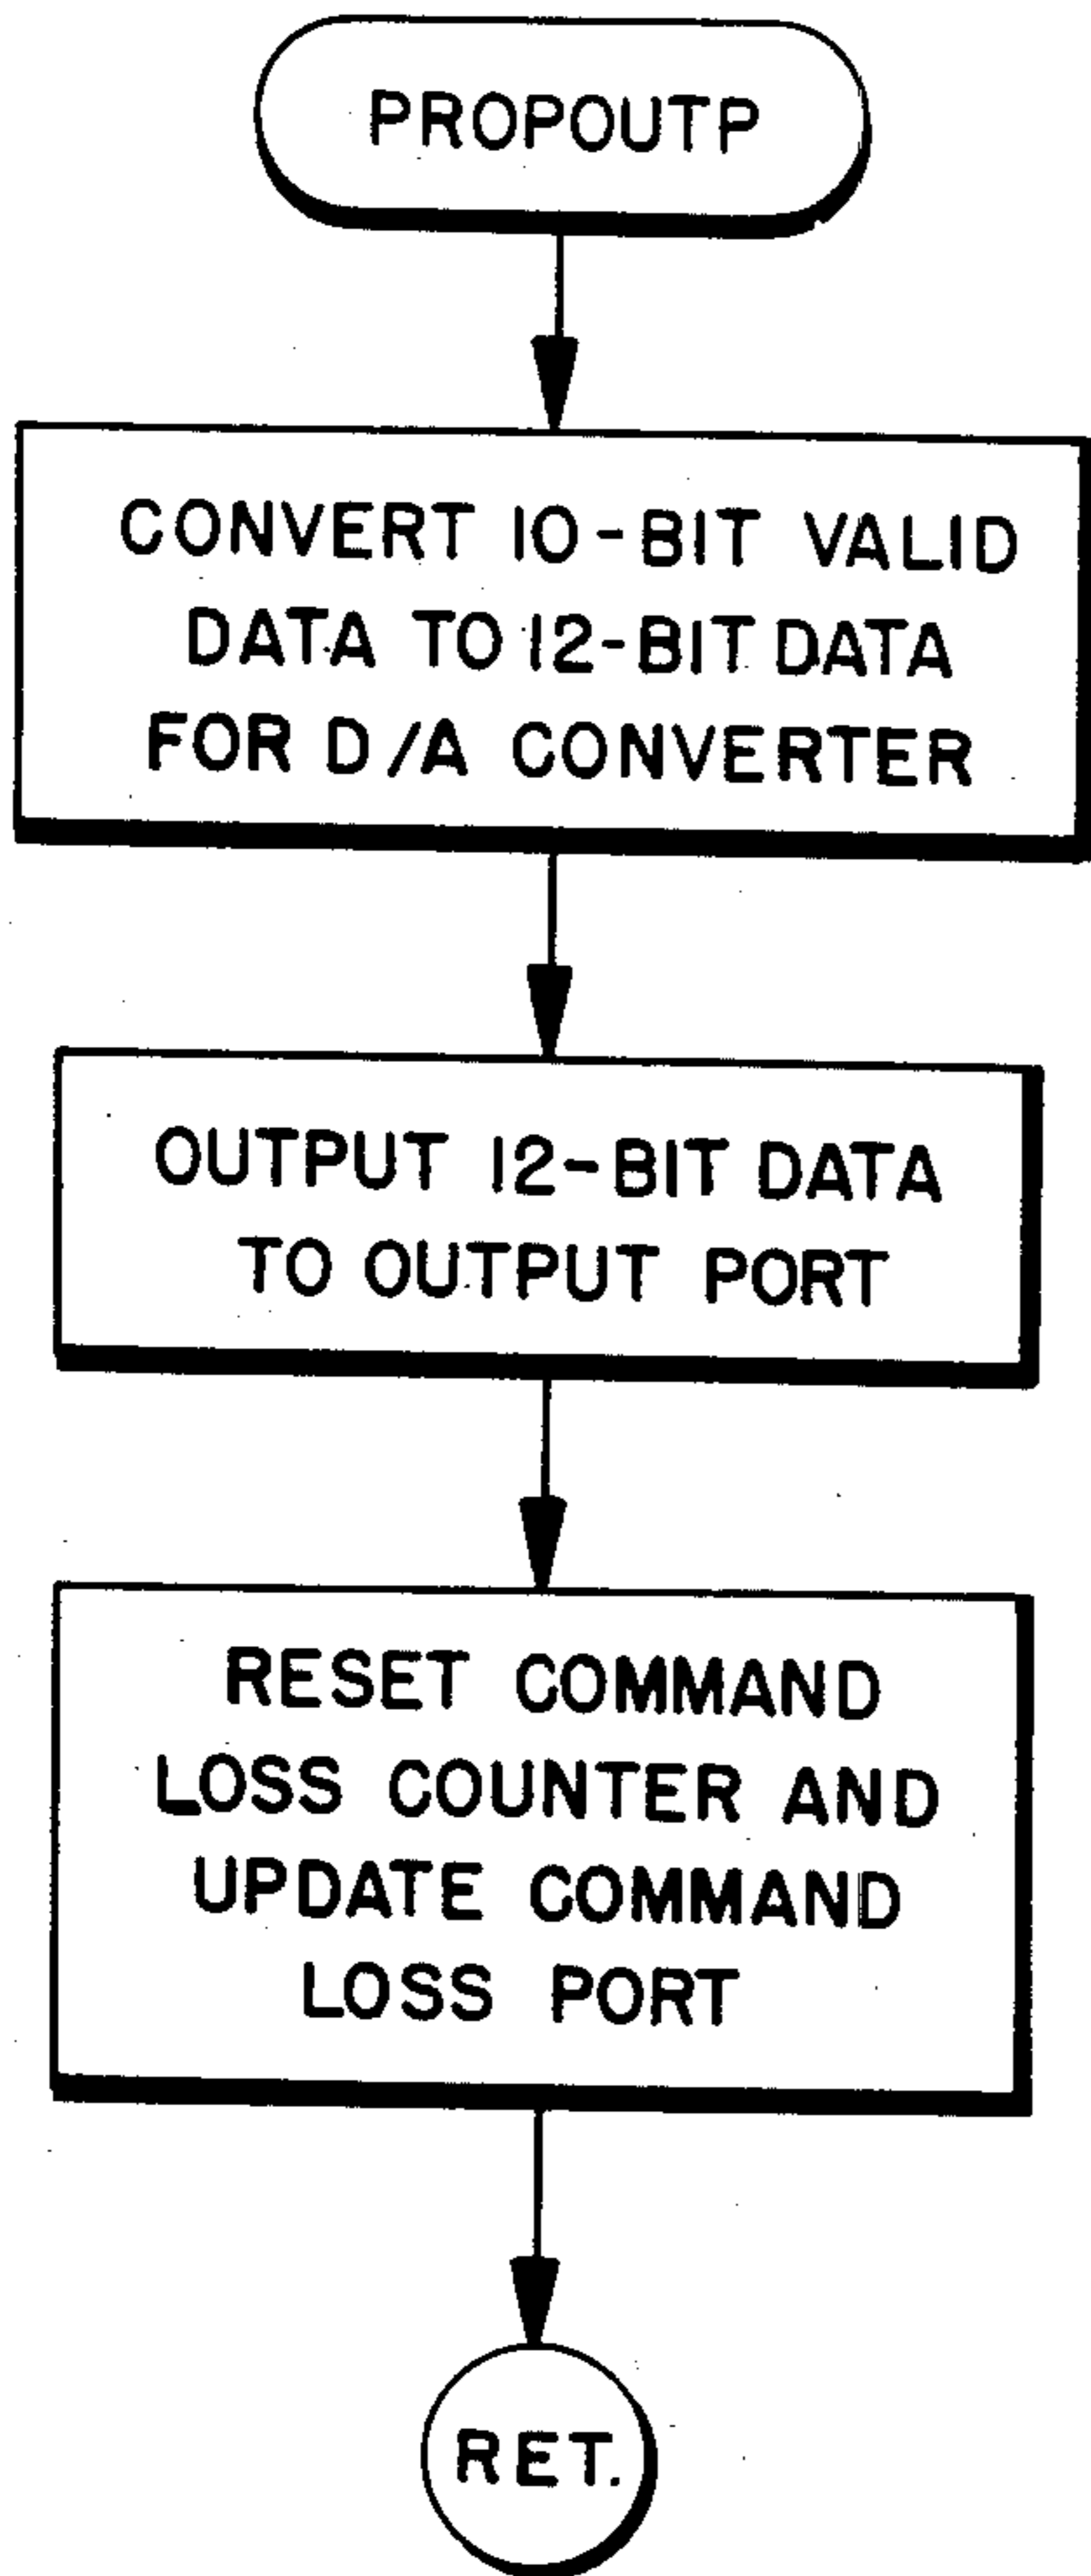 PROPOUTP
CONVERT 10-BIT VALID
DATA TO 12-BIT DATA
FOR D/A CONVERTER
OUTPUT 12-BIT DATA
TO OUTPUT PORT
RESET COMMAND
LOSS COUNTER AND
UPDATE COMMAND
LOSS PORT
RET.